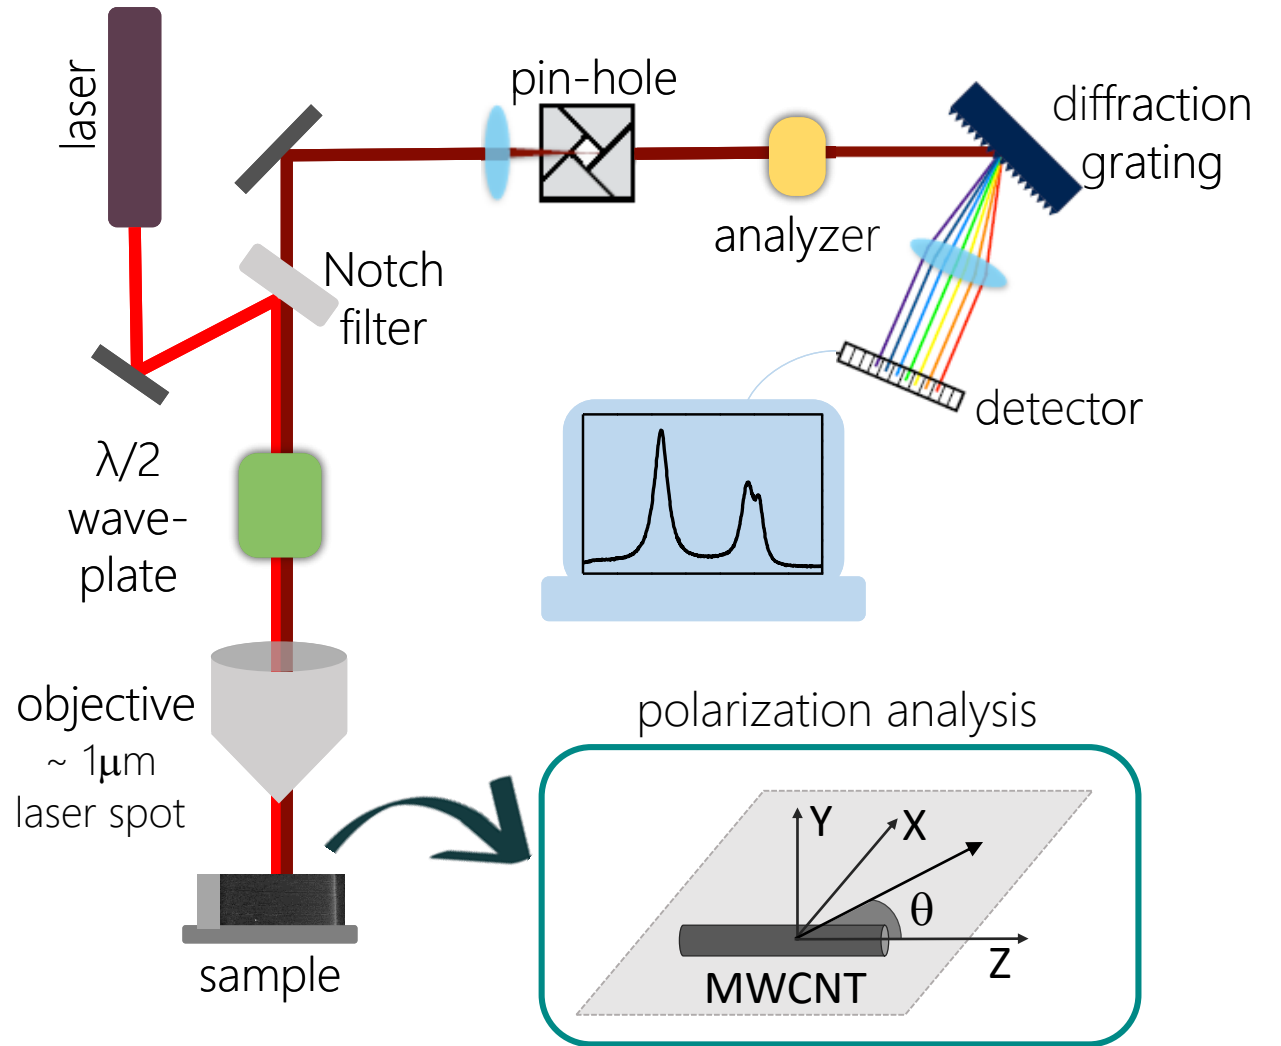 laser
pin-hole
diffraction
grating
analyzer
Notch
filter
detector
λ/2
wave-
plate
objective
~ 1μm
laser spot
sample
polarization analysis
Y
X
θ
Z
MWCNT